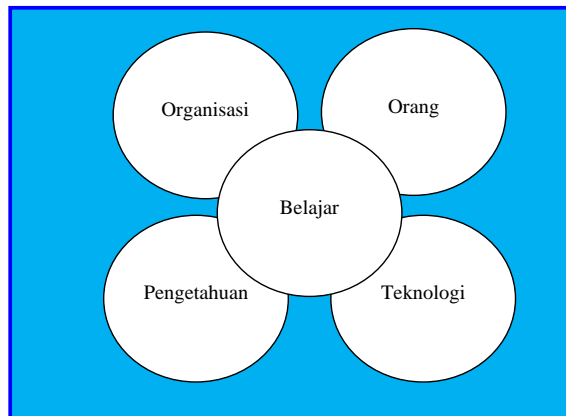 Organisasi
Orang
Belajar
Pengetahuan
Teknologi